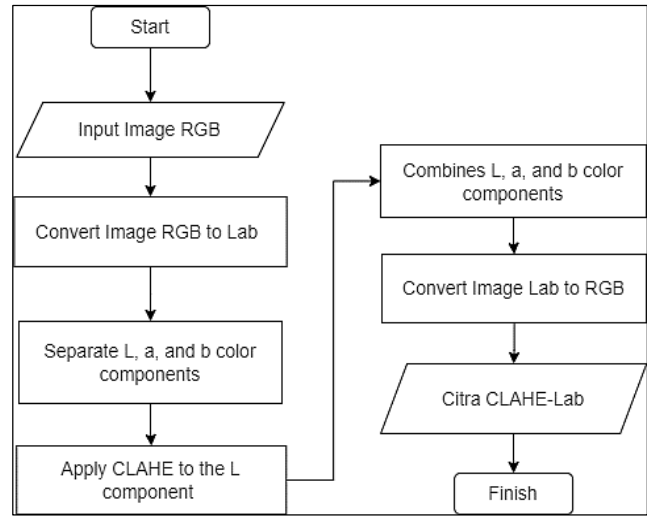 Start
Input Image RGB
Convert Image RGB to Lab
Separate L, a, and b color
components
Apply CLAHE to the L
component
Combines L, a, and b color
components
Convert Image Lab to RGB
Citra CLAHE-Lab
Finish